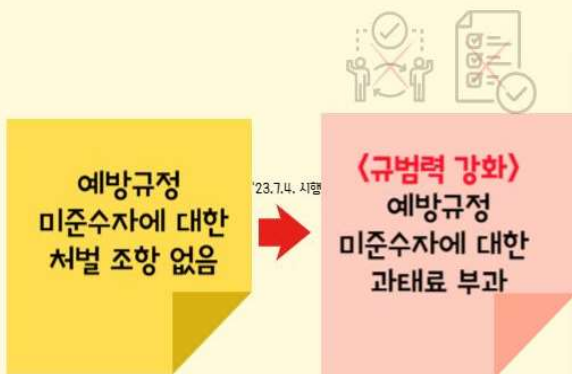 예방규정
미준수자에 대한
처벌 조항 없음
'23.7.4. 시행
〈규범력 강화〉
예방규정
미준수자에 대한
과태료 부과